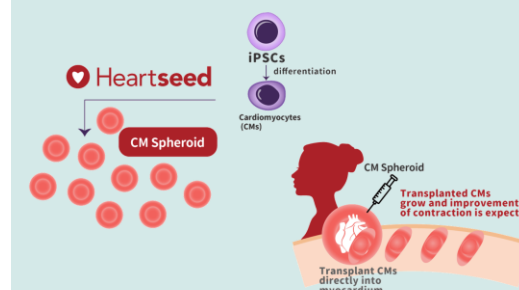 iPSCs
differentiation
Heartseed
Cardiomyocytes
(CMs)
CM Spheroid
CM Spheroid
Transplanted CMs
grow and improvement
of contraction is expect
Transplant CMs
directly into
myocardium